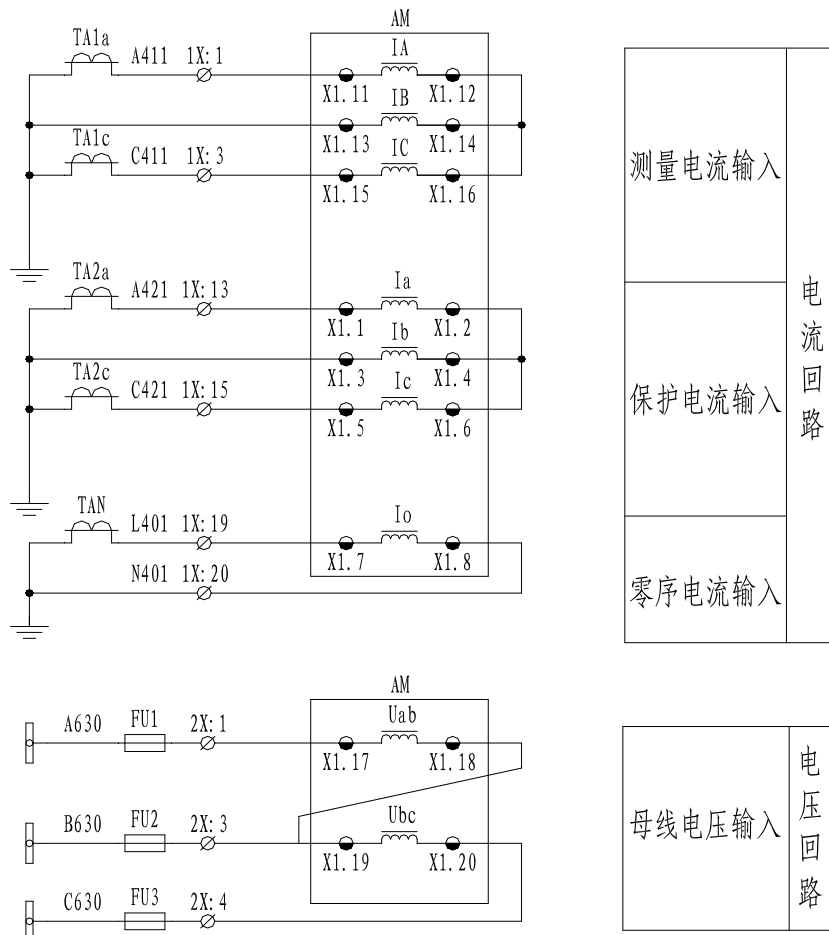 AM
TA1a A411 1X:1 IA
X1.11 X1.12
IB
X1.13 X1.14
TA1c C411 1X:3 IC
X1.15 X1.16
测量电流输入
TA2a A421 1X:13 Ia
X1.1 X1.2
Ib
X1.3 X1.4
TA2c C421 1X:15 Ic
X1.5 X1.6
保护电流输入
电流回路
TAN L401 1X:19 Io
X1.7 X1.8
N401 1X:20
零序电流输入
AM
A630 FU1 2X:1 Uab
X1.17 X1.18
B630 FU2 2X:3 Ubc
X1.19 X1.20
C630 FU3 2X:4
母线电压输入
电压回路